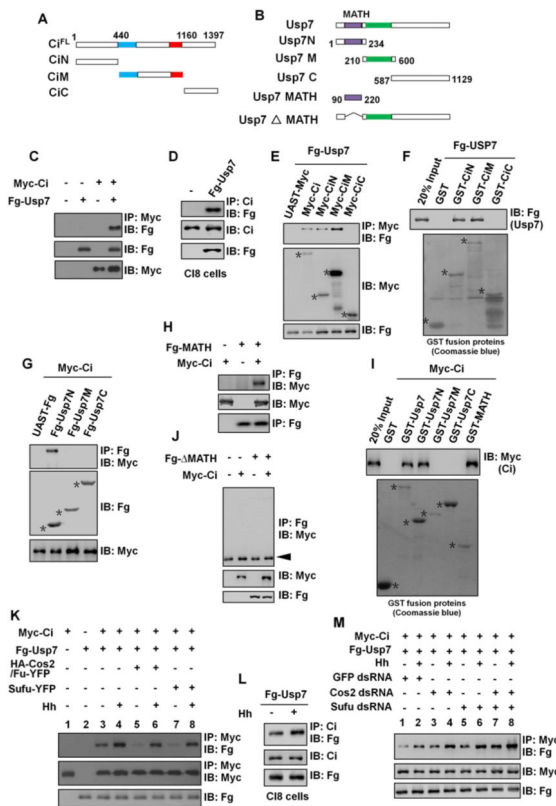 A
1 440 1160 1397
Ci^FL
CiN
CiM
CiC
B
MATH
Usp7
Usp7N 1 234
Usp7 M 210 600
Usp7 C 587 1129
Usp7 MATH 90 220
Usp7 △ MATH
C
Myc-Ci - - + +
Fg-Usp7 - + - +
IP: Myc
IB: Fg
IB: Fg
IB: Myc
D
- Fg-Usp7
IP: Ci
IB: Fg
IB: Ci
IB: Fg
Cl8 cells
E
Fg-Usp7
UAST-Myc
Myc-Ci
Myc-CiN
Myc-CiM
Myc-CiC
IP: Myc
IB: Fg
*
*
*
*
IB: Myc
IB: Fg
F
Fg-USP7
20% Input
GST
GST-CiN
GST-CiM
GST-CiC
IB: Fg
(Usp7)
*
*
*
*
GST fusion proteins
(Coomassie blue)
G
Myc-Ci
UAST-Fg
Fg-Usp7N
Fg-Usp7M
Fg-Usp7C
IP: Fg
IB: Myc
*
*
*
IB: Fg
IB: Myc
H
Fg-MATH - + +
Myc-Ci + - +
IP: Fg
IB: Myc
IB: Myc
IP: Fg
J
Fg-ΔMATH - - + +
Myc-Ci - + - +
IP: Fg
IB: Myc
IB: Myc
IB: Fg
I
Myc-Ci
20% Input
GST
GST-Usp7
GST-Usp7N
GST-Usp7M
GST-Usp7C
GST-MATH
IB: Myc
(Ci)
*
*
*
*
*
*
GST fusion proteins
(Coomassie blue)
K
Myc-Ci + - + + + + + +
Fg-Usp7 - + + + + + + +
HA-Cos2
/Fu-YFP - - - - + + - -
Sufu-YFP - - - - - - + +
Hh - - - + - + - +
1 2 3 4 5 6 7 8
IP: Myc
IB: Fg
IP: Myc
IB: Myc
IB: Fg
L
Fg-Usp7
Hh - +
IP: Ci
IB: Fg
IB: Ci
IB: Fg
Cl8 cells
M
Myc-Ci + + + + + + + +
Fg-Usp7 + + + + + + + +
Hh - + - + - + - +
GFP dsRNA + + - - - - - -
Cos2 dsRNA - - + + - - + +
Sufu dsRNA - - - - + + + +
1 2 3 4 5 6 7 8
IP: Myc
IB: Fg
IB: Myc
IB: Fg